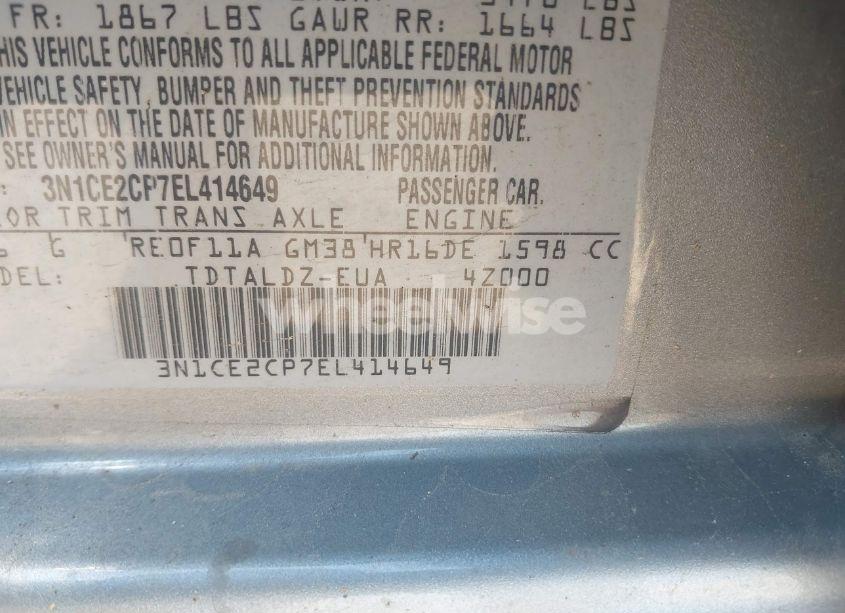 FR: 1867 LBS GAWR RR: 1664 LBS
THIS VEHICLE CONFORMS TO ALL APPLICABLE FEDERAL MOTOR
VEHICLE SAFETY, BUMPER AND THEFT PREVENTION STANDARDS
IN EFFECT ON THE DATE OF MANUFACTURE SHOWN ABOVE.
SEE OWNER'S MANUAL FOR ADDITIONAL INFORMATION.
3N1CE2CP7EL414649 PASSENGER CAR.
OR TRIM TRANS AXLE ENGINE
G RE0F11A GM38 HR16DE 1598 CC
DEL: TDTALDZ-EUA 4Z000
wheelwise
3N1CE2CP7EL414649